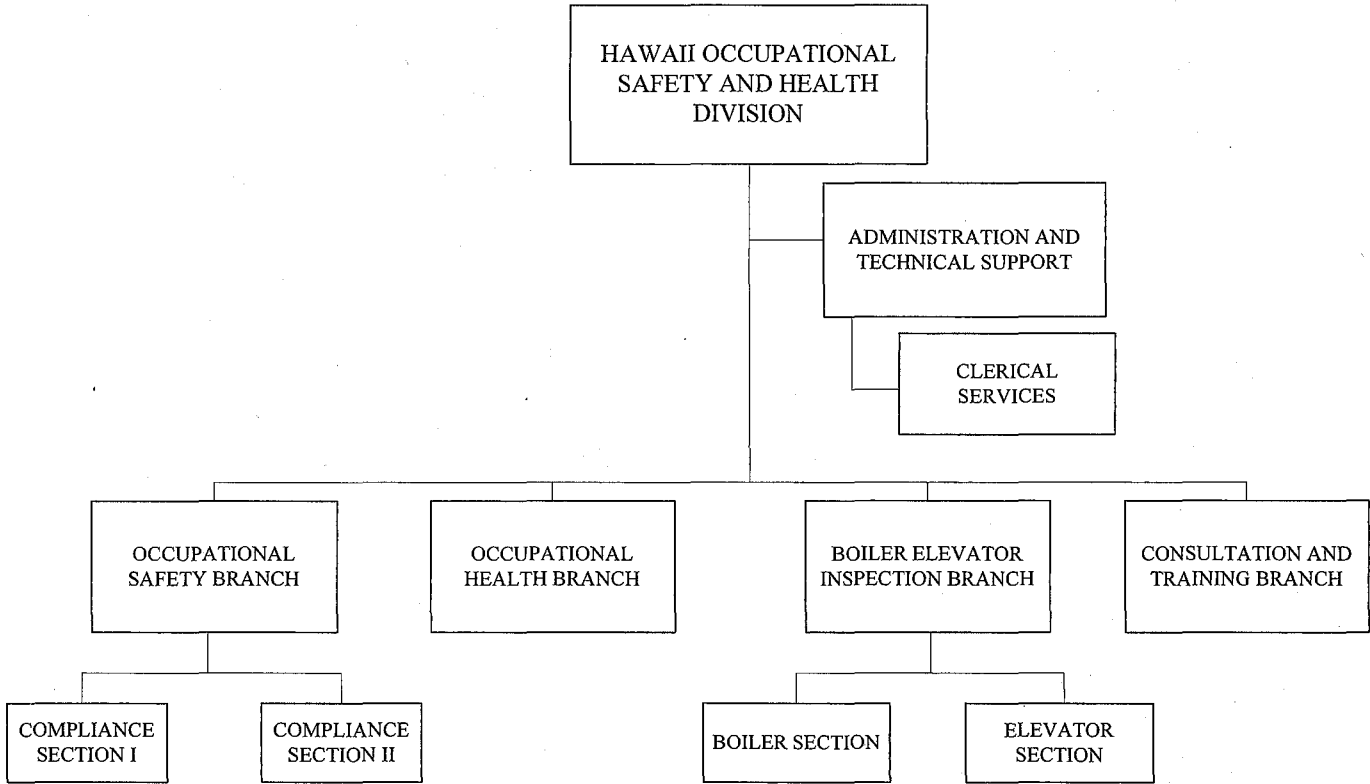 HAWAII OCCUPATIONAL
SAFETY AND HEALTH
DIVISION
ADMINISTRATION AND
TECHNICAL SUPPORT
CLERICAL
SERVICES
OCCUPATIONAL
SAFETY BRANCH
OCCUPATIONAL
HEALTH BRANCH
BOILER ELEVATOR
INSPECTION BRANCH
CONSULTATION AND
TRAINING BRANCH
COMPLIANCE
SECTION I
COMPLIANCE
SECTION II
BOILER SECTION
ELEVATOR
SECTION